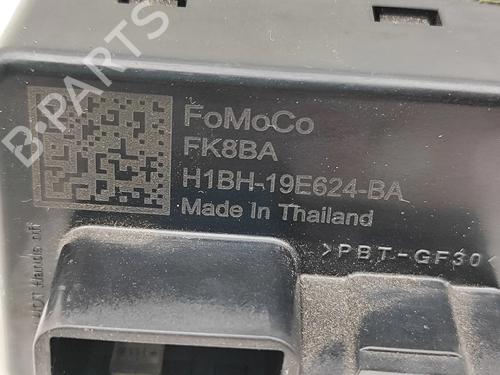 B-PARTS
FoMoCo
FK8BA
H1BH-19E624-BA
Made In Thailand
>PBT-GF30<